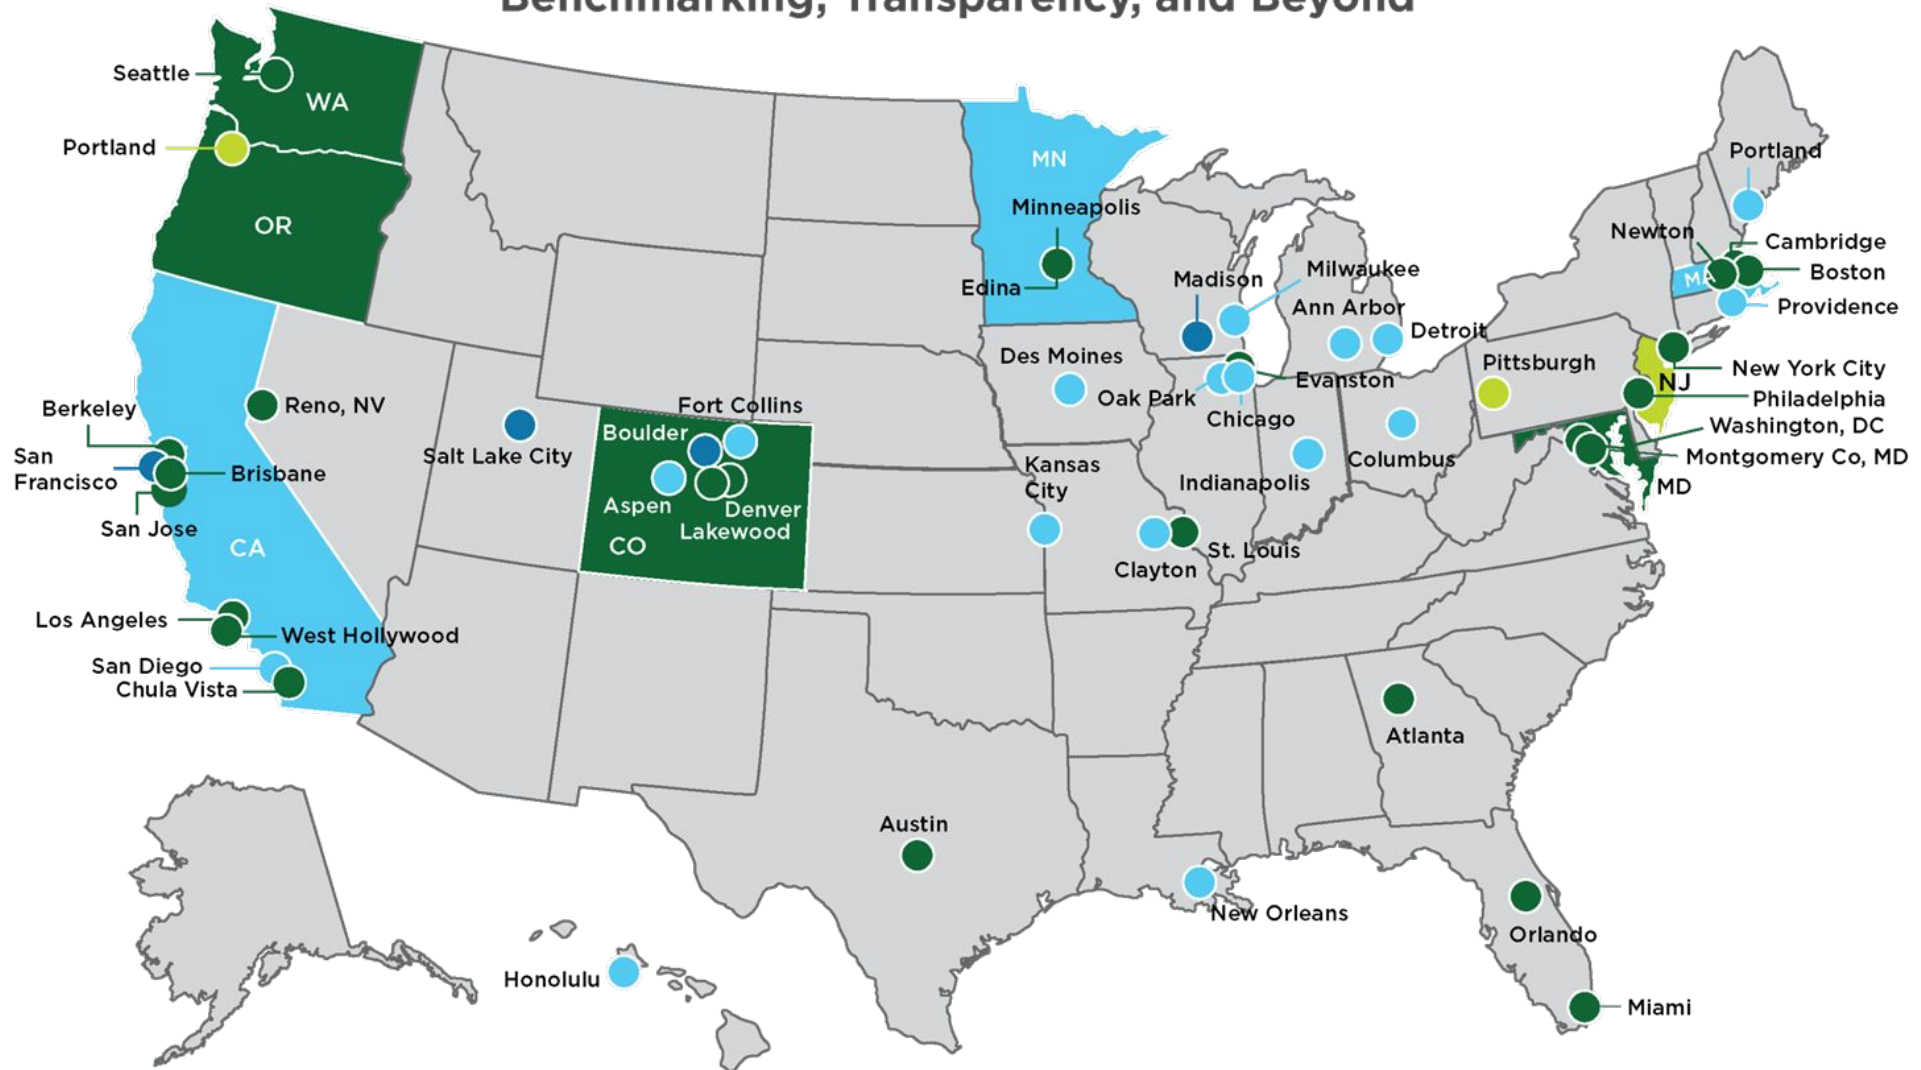 Benchmarking, Transparency, and Beyond
Seattle
WA
Portland
OR
MN
Minneapolis
Edina
Madison
Milwaukee
Ann Arbor
Detroit
Portland
Newton
Cambridge
Boston
MA
Providence
Des Moines
Oak Park
Evanston
Chicago
Pittsburgh
NJ
New York City
Philadelphia
Washington, DC
Montgomery Co, MD
MD
Berkeley
Reno, NV
San
Francisco
Brisbane
San Jose
CA
Salt Lake City
Fort Collins
Boulder
Aspen
Denver
Lakewood
CO
Kansas
City
Indianapolis
Columbus
Clayton
St. Louis
Los Angeles
West Hollywood
San Diego
Chula Vista
Atlanta
Austin
New Orleans
Orlando
Honolulu
Miami